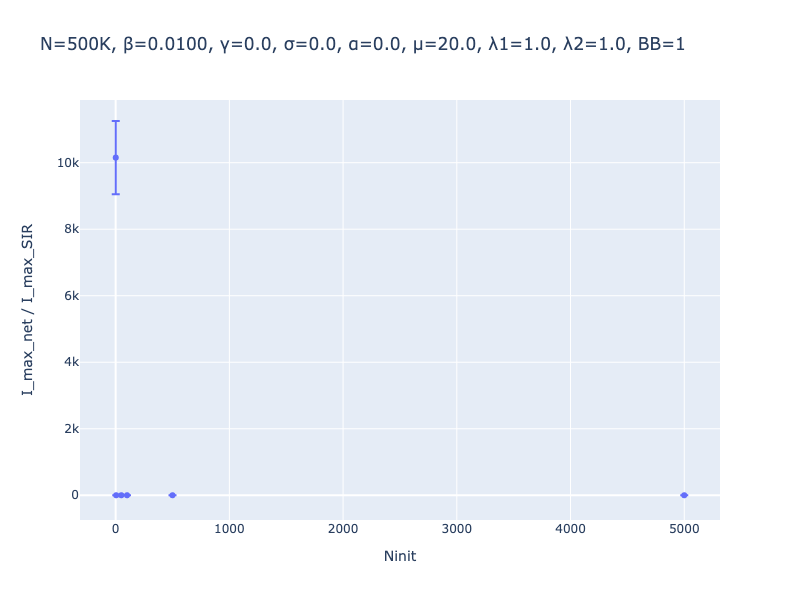 N=500K, β=0.0100, γ=0.0, σ=0.0, α=0.0, μ=20.0, λ1=1.0, λ2=1.0, BB=1
I_max_net / I_max_SIR
10k
8k
6k
4k
2k
0
0 1000 2000 3000 4000 5000
Ninit